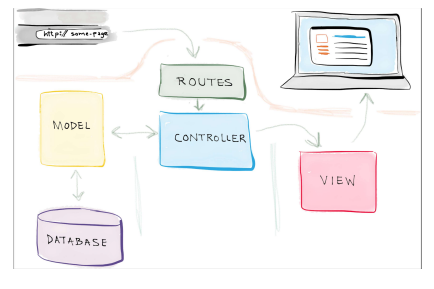 http:// some-page
ROUTES
MODEL
CONTROLLER
VIEW
DATABASE